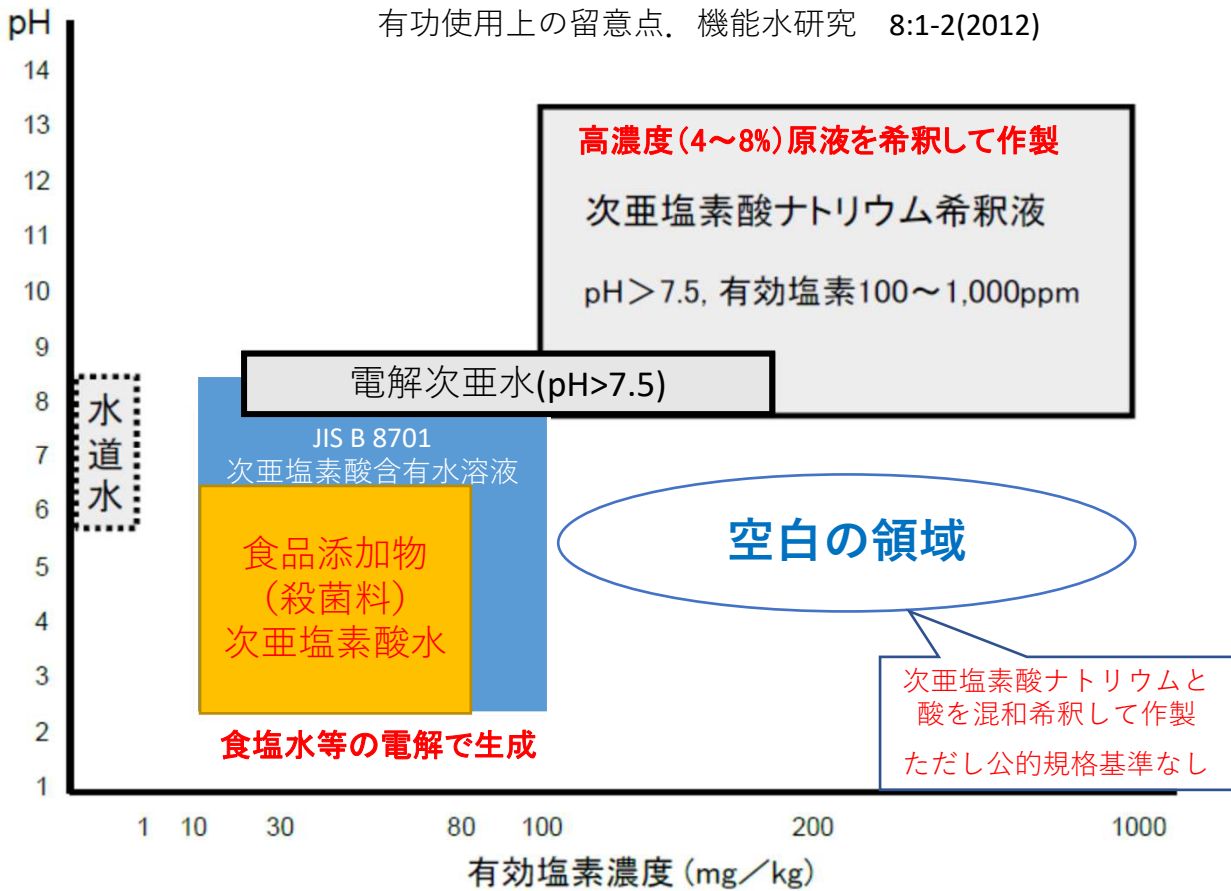 有功使用上の留意点．機能水研究　8:1-2(2012)
pH
14
13
12
11
10
9
8
7
6
5
4
3
2
1
高濃度(4～8%)原液を希釈して作製
次亜塩素酸ナトリウム希釈液
pH＞7.5, 有効塩素100～1,000ppm
電解次亜水(pH>7.5)
水
道
水
JIS B 8701
次亜塩素酸含有水溶液
食品添加物
（殺菌料）
次亜塩素酸水
空白の領域
次亜塩素酸ナトリウムと
酸を混和希釈して作製
ただし公的規格基準なし
食塩水等の電解で生成
1 10 30 80 100 200 1000
有効塩素濃度 (mg／kg)